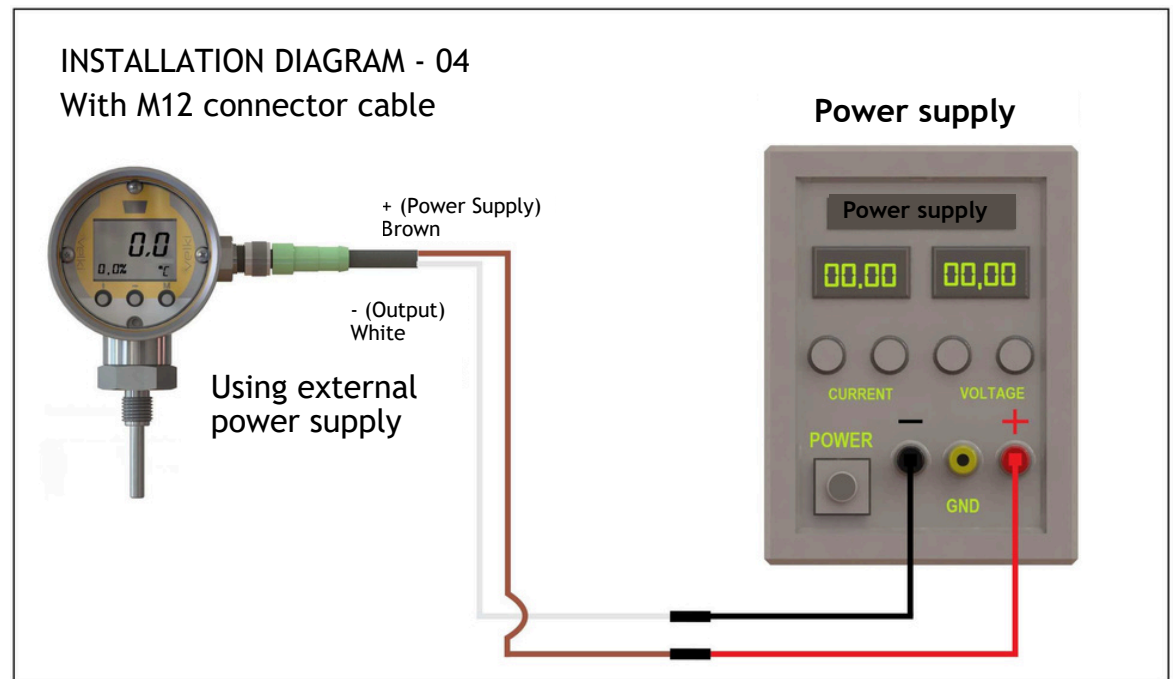 INSTALLATION DIAGRAM - 04
With M12 connector cable
Power supply
Power supply
+ (Power Supply)
Brown
0.0
0,0% °C
+ - M
- (Output)
White
Using external
power supply
00,00 00,00
CURRENT VOLTAGE
- +
POWER
GND